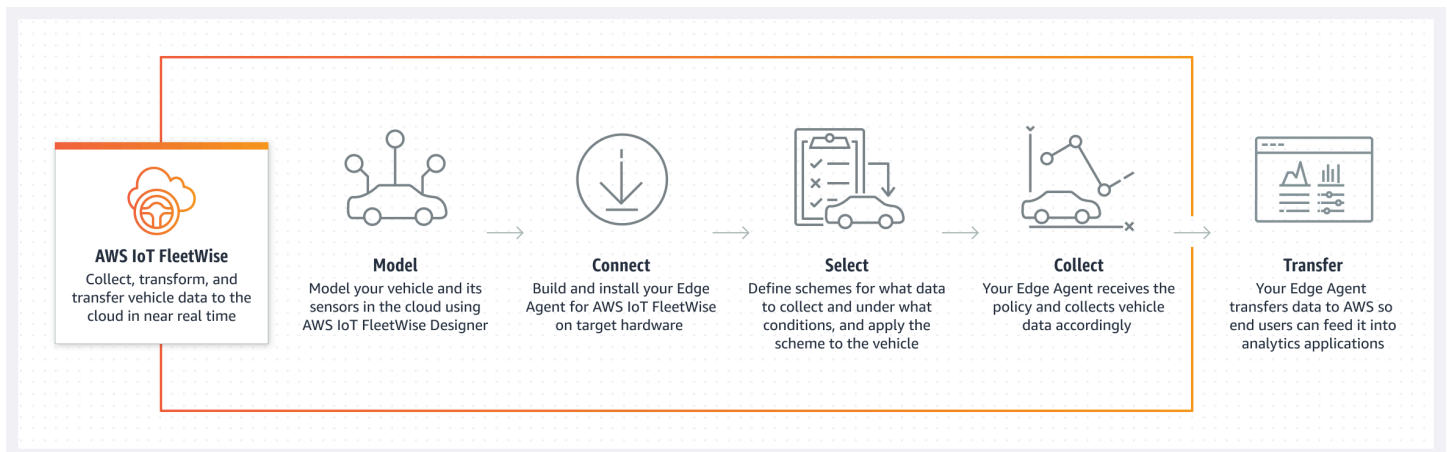 AWS IoT FleetWise
Collect, transform, and
transfer vehicle data to the
cloud in near real time
Model
Model your vehicle and its
sensors in the cloud using
AWS IoT FleetWise Designer
Connect
Build and install your Edge
Agent for AWS IoT FleetWise
on target hardware
Select
Define schemes for what data
to collect and under what
conditions, and apply the
scheme to the vehicle
Collect
Your Edge Agent receives the
policy and collects vehicle
data accordingly
Transfer
Your Edge Agent
transfers data to AWS so
end users can feed it into
analytics applications